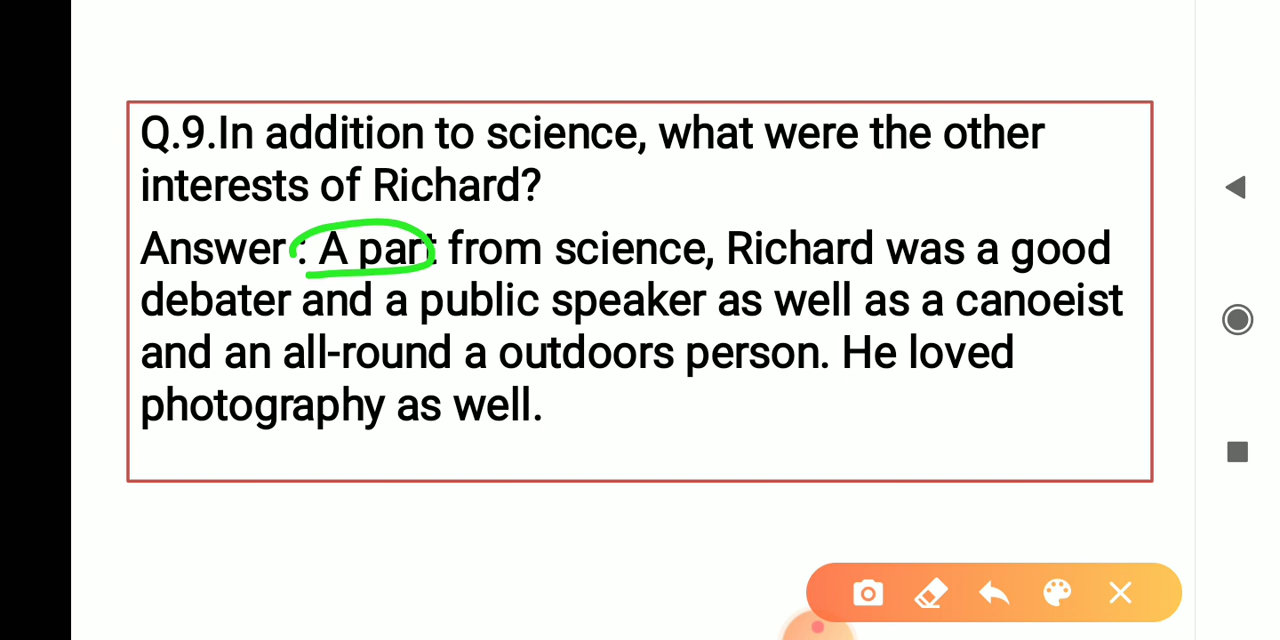 Q.9.In addition to science, what were the other
interests of Richard?
Answer : A part from science, Richard was a good
debater and a public speaker as well as a canoeist
and an all-round a outdoors person. He loved
photography as well.